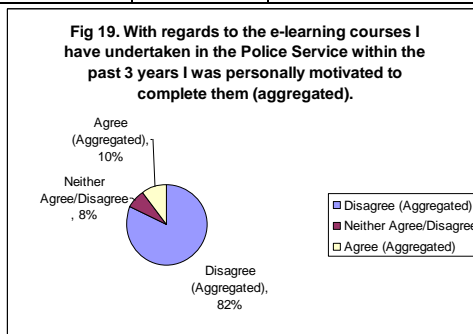 Fig 19. With regards to the e-learning courses I
have undertaken in the Police Service within the
past 3 years I was personally motivated to
complete them (aggregated).
Agree
(Aggregated),
10%
Neither
Agree/Disagree
, 8%
Disagree
(Aggregated),
82%
Disagree (Aggregated)
Neither Agree/Disagree
Agree (Aggregated)